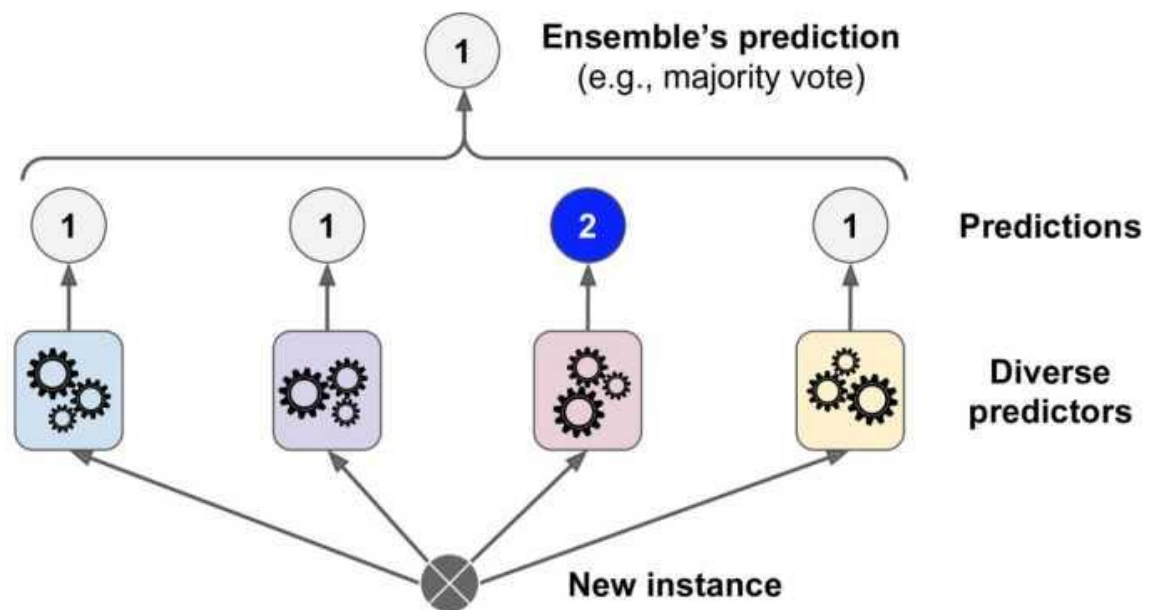 1
Ensemble's prediction
(e.g., majority vote)
1 1 2 1
Predictions
Diverse
predictors
New instance